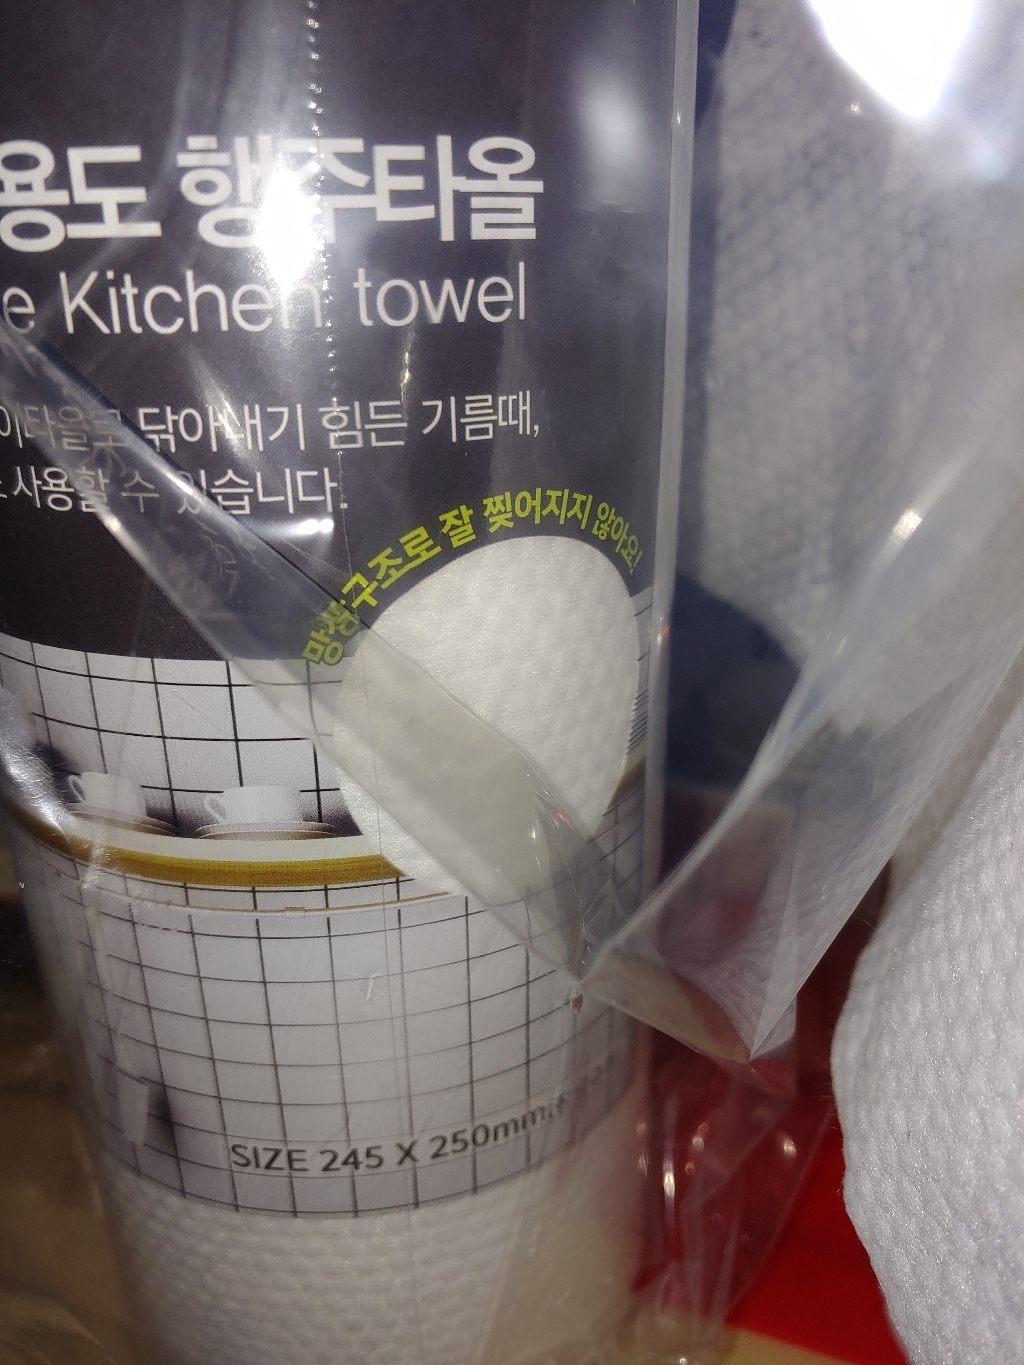 용도 행주타올
e Kitchen towel
이타올로 닦아내기 힘든 기름때,
사용할 수 있습니다.
망상구조로 잘 찢어지지 않아요!
SIZE 245 X 250mm,